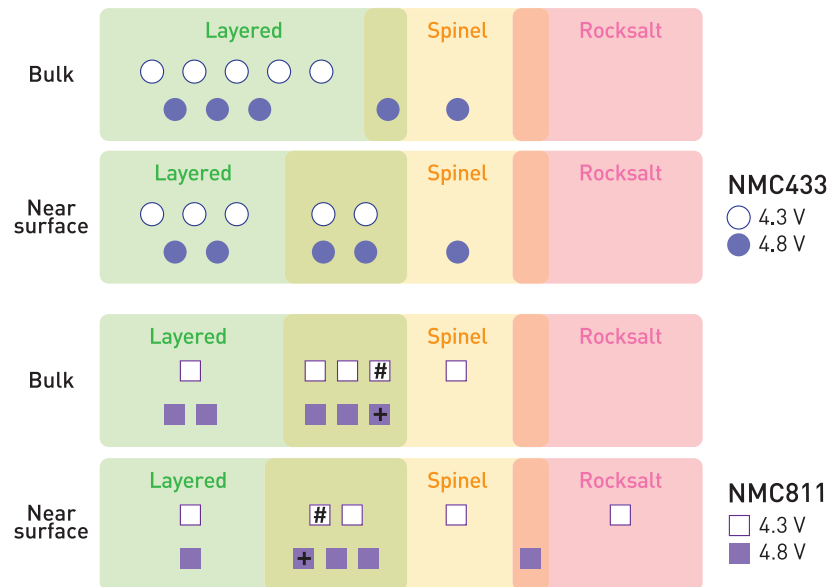 Layered Spinel Rocksalt
Bulk
Layered Spinel Rocksalt
Near
surface
NMC433
4.3 V
4.8 V
Layered Spinel Rocksalt
Bulk
#
+
Layered Spinel Rocksalt
Near
surface
#
+
NMC811
4.3 V
4.8 V